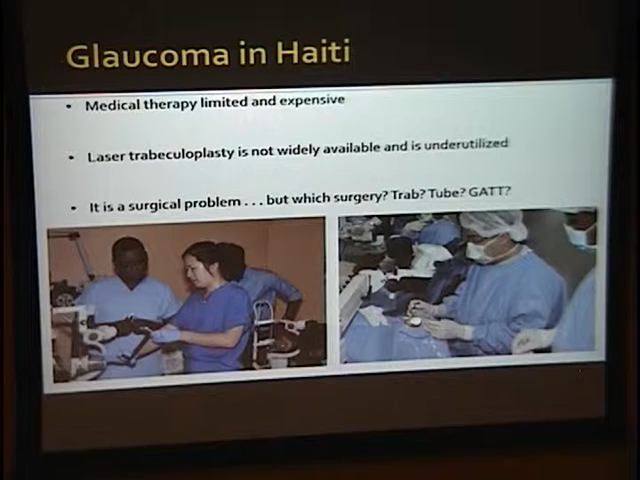 Glaucoma in Haiti
• Medical therapy limited and expensive
• Laser trabeculoplasty is not widely available and is underutilized
• It is a surgical problem . . . but which surgery? Trab? Tube? GATT?